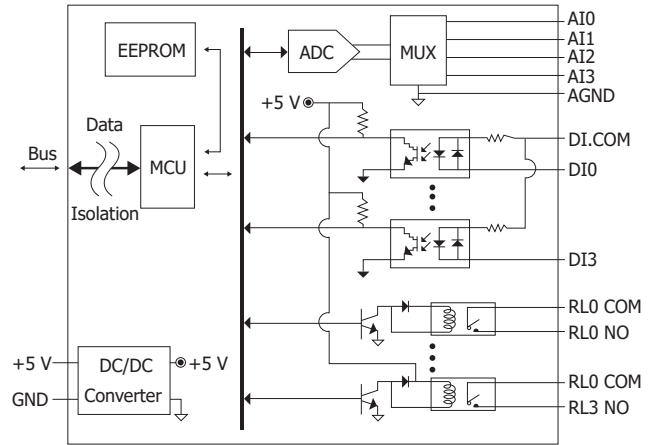 EEPROM
ADC
MUX
AI0
AI1
AI2
AI3
AGND
+5 V
Data
Bus
MCU
Isolation
DI.COM
DI0
DI3
RL0 COM
RL0 NO
+5 V
DC/DC
Converter
+5 V
GND
RL0 COM
RL3 NO